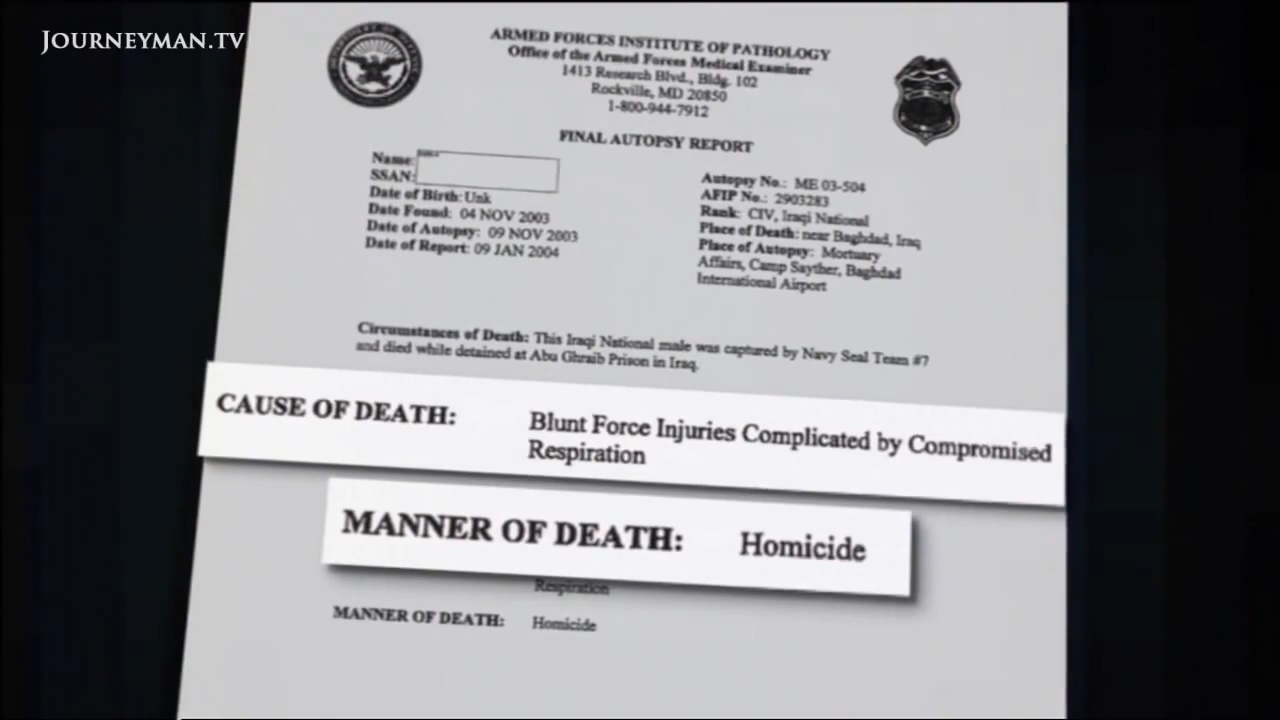 JOURNEYMAN.TV
ARMED FORCES INSTITUTE OF PATHOLOGY
Office of the Armed Forces Medical Examiner
1413 Research Blvd., Bldg. 102
Rockville, MD 20850
1-800-944-7912
FINAL AUTOPSY REPORT
Name:
SSAN:
Date of Birth: Unk
Date Found: 04 NOV 2003
Date of Autopsy: 09 NOV 2003
Date of Report: 09 JAN 2004
Autopsy No.: ME 03-504
AFIP No.: 2903283
Rank: CIV, Iraqi National
Place of Death: near Baghdad, Iraq
Place of Autopsy: Mortuary
Affairs, Camp Sayther, Baghdad
International Airport
Circumstances of Death: This Iraqi National male was captured by Navy Seal Team #7
and died while detained at Abu Ghraib Prison in Iraq.
CAUSE OF DEATH: Blunt Force Injuries Complicated by Compromised
Respiration
MANNER OF DEATH: Homicide
Respiration
MANNER OF DEATH: Homicide